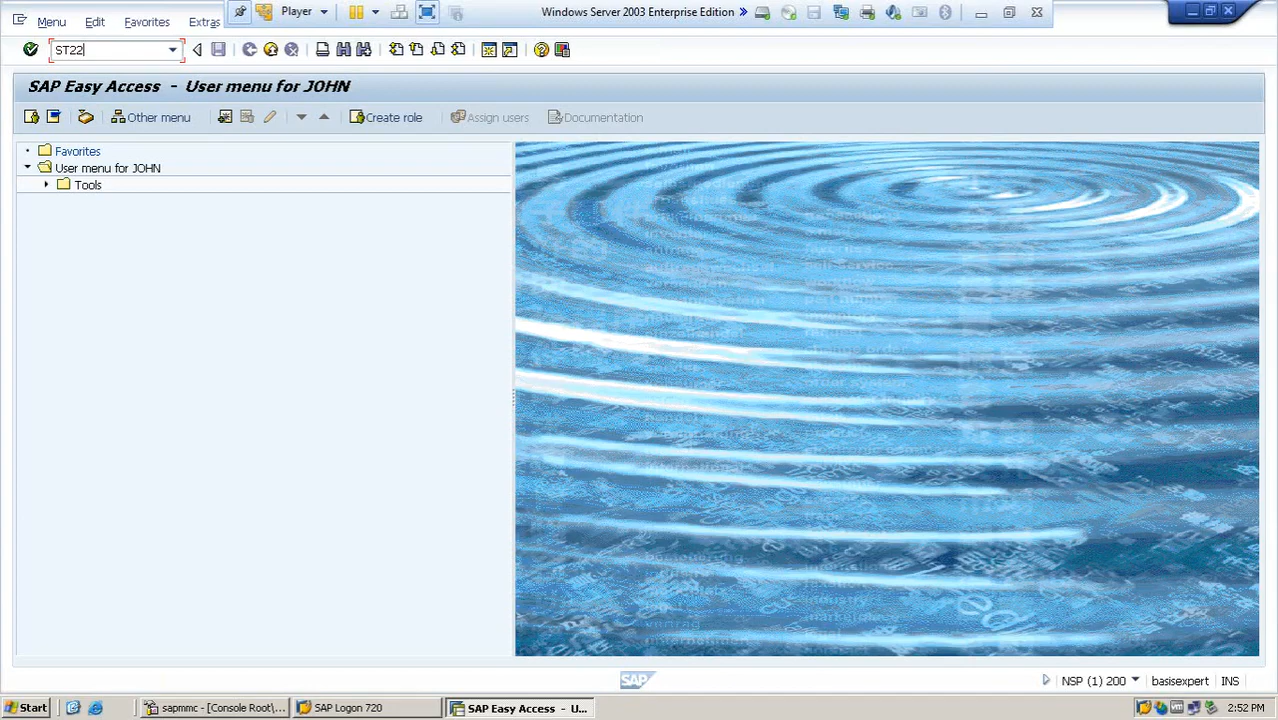 Menu Edit Favorites Extras Player Windows Server 2003 Enterprise Edition »
ST22
SAP Easy Access - User menu for JOHN
Other menu Create role Assign users Documentation
Favorites
User menu for JOHN
Tools
SAP NSP (1) 200 basisexpert INS
Start sapmmc - [Console Root\... SAP Logon 720 SAP Easy Access - U... 2:52 PM